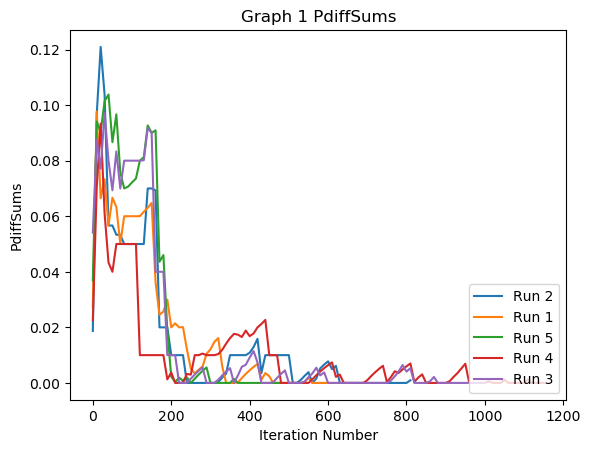 Graph 1 PdiffSums
0.12
0.10
0.08
0.06
0.04
0.02
0.00
PdiffSums
Run 2
Run 1
Run 5
Run 4
Run 3
0 200 400 600 800 1000 1200
Iteration Number